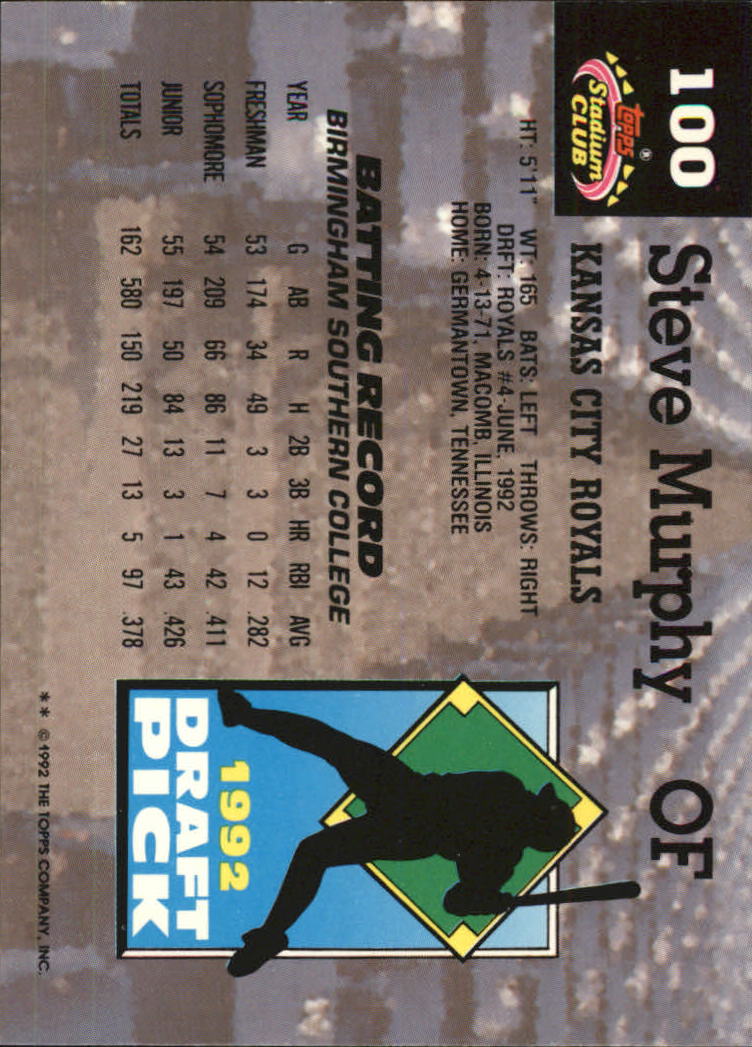 100
Topps®
Stadium
CLUB
Steve Murphy OF
KANSAS CITY ROYALS
HT: 5'11" WT: 165 BATS: LEFT THROWS: RIGHT
DRFT: ROYALS #4-JUNE, 1992
BORN: 4-13-71, MACOMB, ILLINOIS
HOME: GERMANTOWN, TENNESSEE
BATTING RECORD
BIRMINGHAM SOUTHERN COLLEGE
YEAR G AB R H 2B 3B HR RBI AVG
FRESHMAN 53 174 34 49 3 3 0 12 .282
SOPHOMORE 54 209 66 86 11 7 4 42 .411
JUNIOR 55 197 50 84 13 3 1 43 .426
TOTALS 162 580 150 219 27 13 5 97 .378
1992
DRAFT
PICK
** ©1992 THE TOPPS COMPANY, INC.